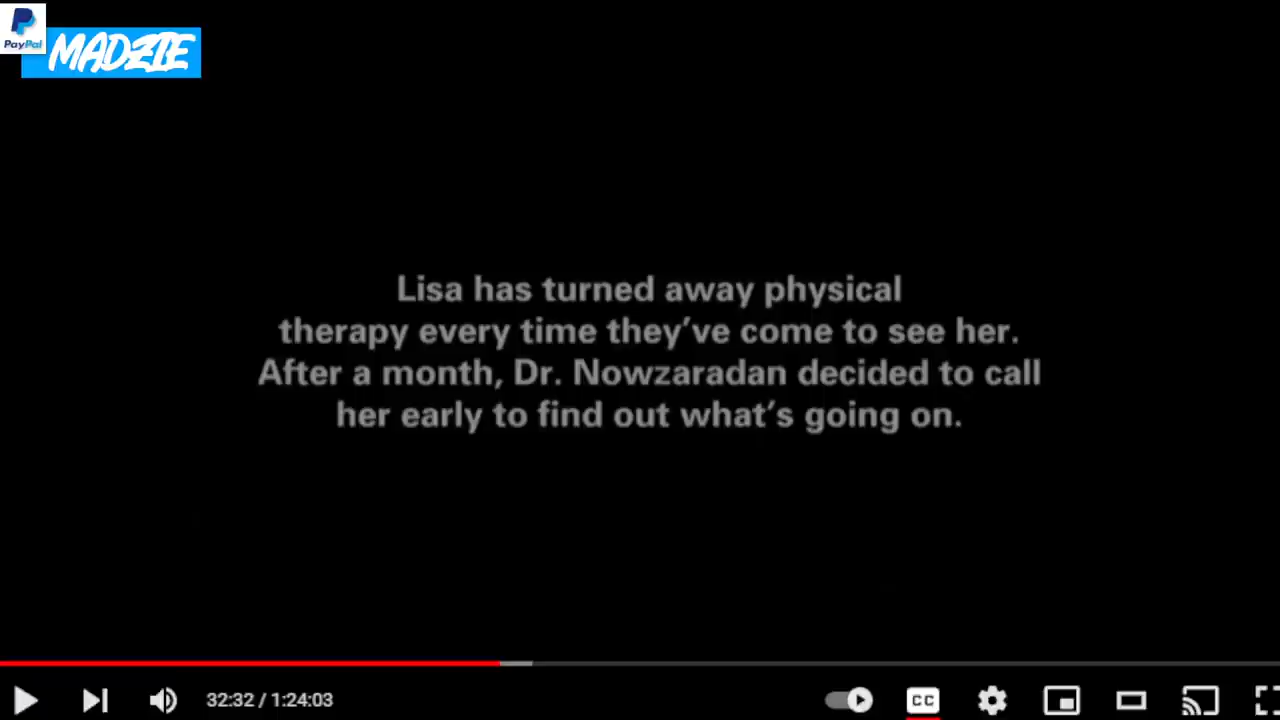 PayPal
MADZIE
Lisa has turned away physical
therapy every time they've come to see her.
After a month, Dr. Nowzaradan decided to call
her early to find out what's going on.
32:32 / 1:24:03
CC